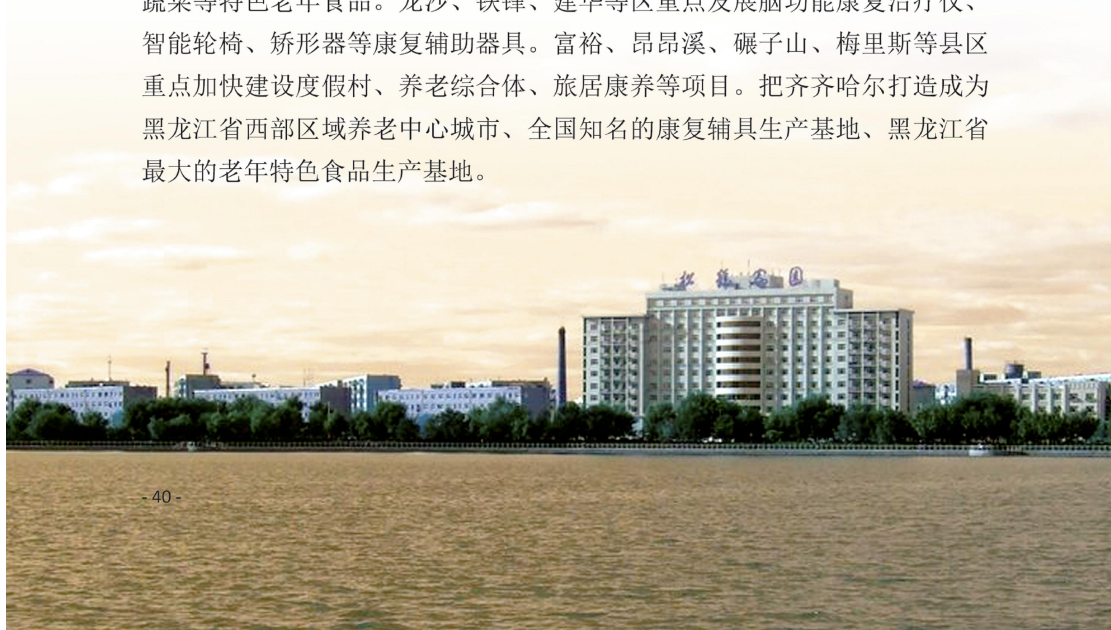 蔬菜等特色老年食品。龙沙、铁锋、建华等区重点发展脑功能康复治疗仪、
智能轮椅、矫形器等康复辅助器具。富裕、昂昂溪、碾子山、梅里斯等县区
重点加快建设度假村、养老综合体、旅居康养等项目。把齐齐哈尔打造成为
黑龙江省西部区域养老中心城市、全国知名的康复辅具生产基地、黑龙江省
最大的老年特色食品生产基地。
- 40 -